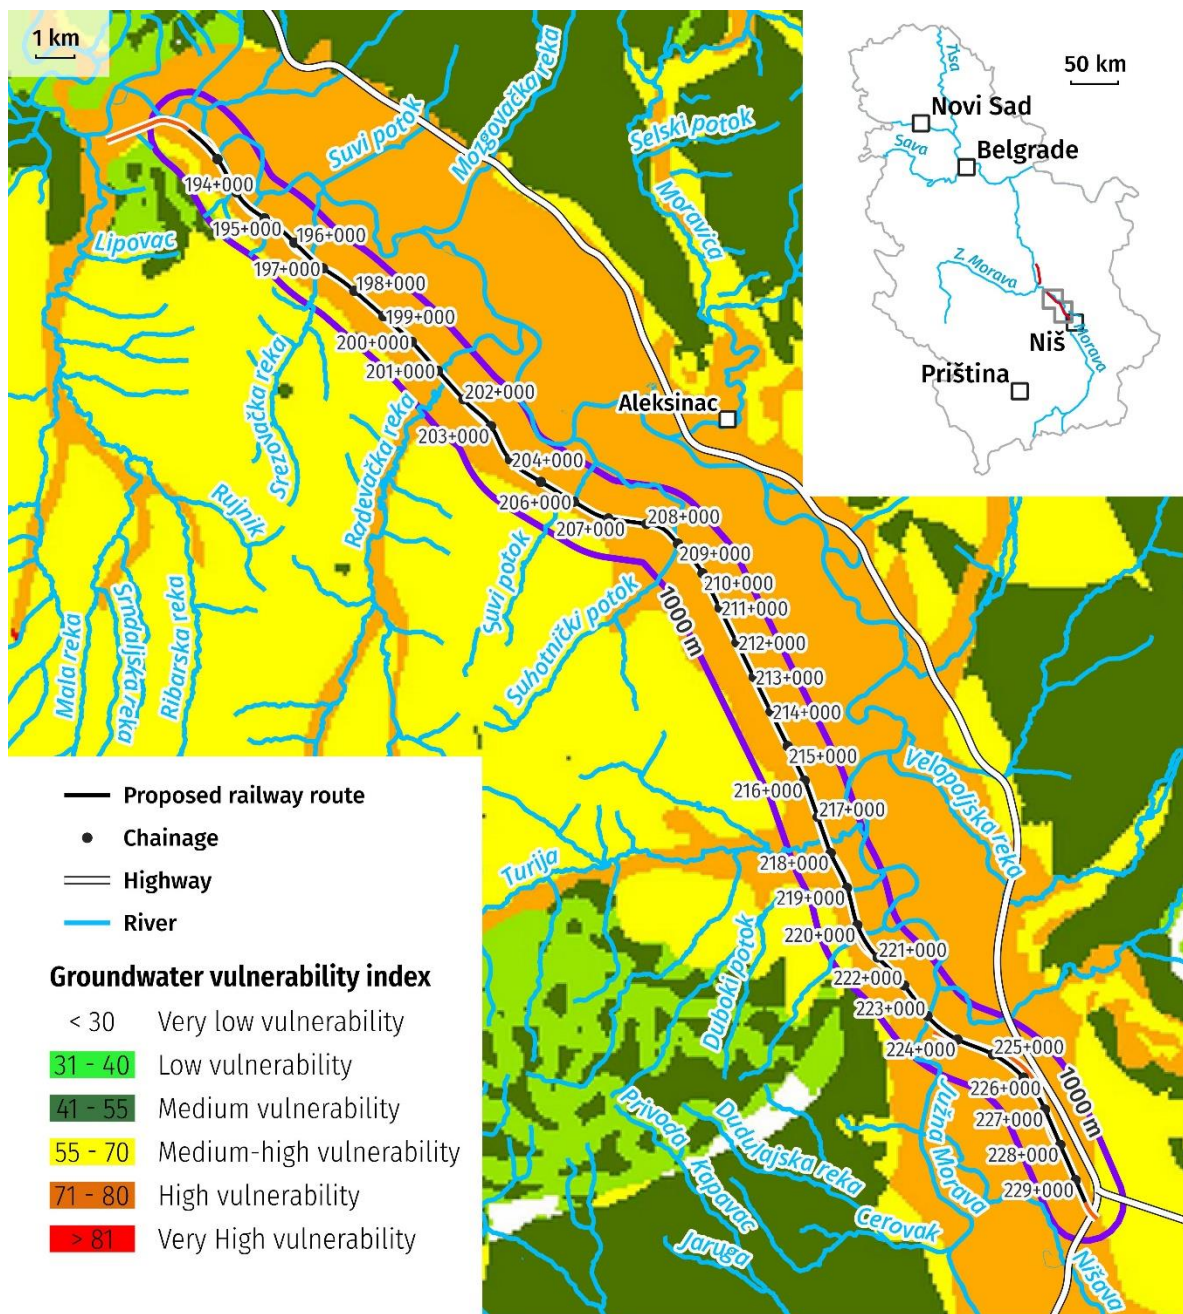 1 km
Suvi potok
Mozgovačka reka
Selski potok
Moravica
Lipovac
194+000
195+000
196+000
197+000
198+000
199+000
200+000
201+000
202+000
203+000
204+000
206+000
207+000
208+000
209+000
210+000
211+000
212+000
213+000
214+000
215+000
216+000
217+000
218+000
219+000
220+000
221+000
222+000
223+000
224+000
225+000
226+000
227+000
228+000
229+000
Aleksinac
Srezovačka reka
Rađevačka reka
Rujnik
Suvi potok
Suhotnički potok
1000 m
Mala reka
Srndaljska reka
Ribarska reka
Velopoljska reka
Turija
Duboki potok
Privoda
Kapavac
Dudulajska reka
Cerovak
Jaruga
Južna Morava
Nišava
1000 m
50 km
Tisa
Novi Sad
Sava
Belgrade
Z. Morava
Morava
Niš
Priština
Proposed railway route
Chainage
Highway
River
Groundwater vulnerability index
< 30 Very low vulnerability
31 - 40 Low vulnerability
41 - 55 Medium vulnerability
55 - 70 Medium-high vulnerability
71 - 80 High vulnerability
> 81 Very High vulnerability